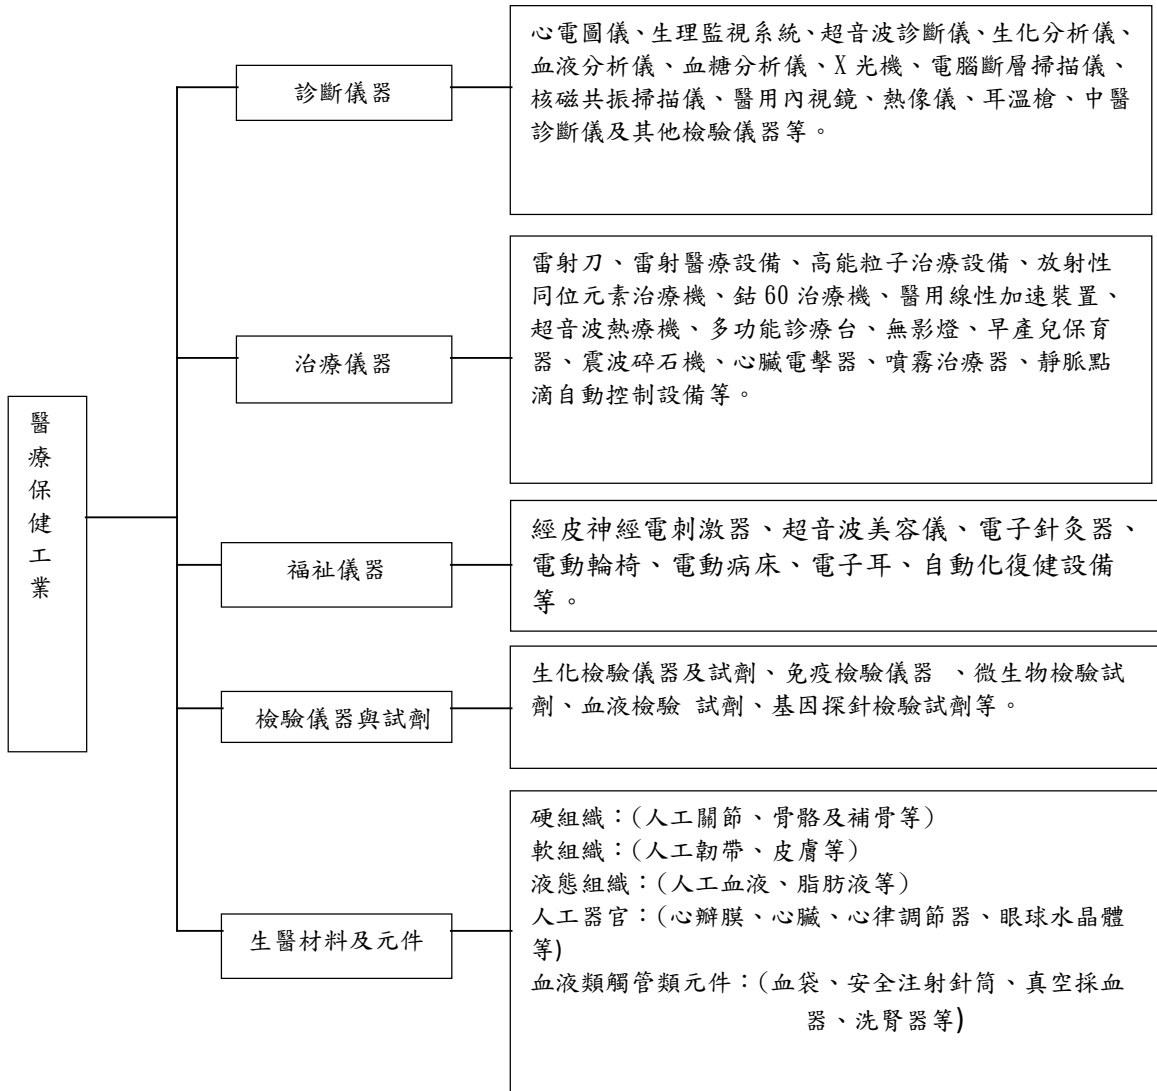 醫療保健工業
診斷儀器
心電圖儀、生理監視系統、超音波診斷儀、生化分析儀、
血液分析儀、血糖分析儀、X 光機、電腦斷層掃描儀、
核磁共振掃描儀、醫用內視鏡、熱像儀、耳溫槍、中醫
診斷儀及其他檢驗儀器等。
治療儀器
雷射刀、雷射醫療設備、高能粒子治療設備、放射性
同位元素治療機、鈷 60 治療機、醫用線性加速裝置、
超音波熱療機、多功能診療台、無影燈、早產兒保育
器、震波碎石機、心臟電擊器、噴霧治療器、靜脈點
滴自動控制設備等。
福祉儀器
經皮神經電刺激器、超音波美容儀、電子針灸器、
電動輪椅、電動病床、電子耳、自動化復健設備
等。
檢驗儀器與試劑
生化檢驗儀器及試劑、免疫檢驗儀器 、微生物檢驗試
劑、血液檢驗 試劑、基因探針檢驗試劑等。
生醫材料及元件
硬組織：(人工關節、骨骼及補骨等)
軟組織：(人工韌帶、皮膚等)
液態組織：(人工血液、脂肪液等)
人工器官：(心瓣膜、心臟、心律調節器、眼球水晶體
等)
血液類觸管類元件：(血袋、安全注射針筒、真空採血
器、洗腎器等)